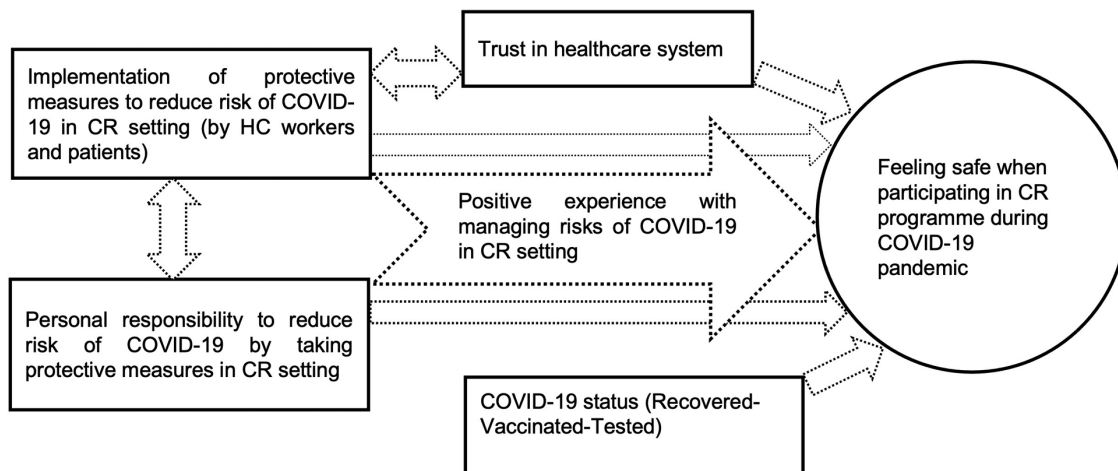 Trust in healthcare system
Implementation of protective
measures to reduce risk of COVID-
19 in CR setting (by HC workers
and patients)
Positive experience with
managing risks of COVID-19
in CR setting
Feeling safe when
participating in CR
programme during
COVID-19
pandemic
Personal responsibility to reduce
risk of COVID-19 by taking
protective measures in CR setting
COVID-19 status (Recovered-
Vaccinated-Tested)